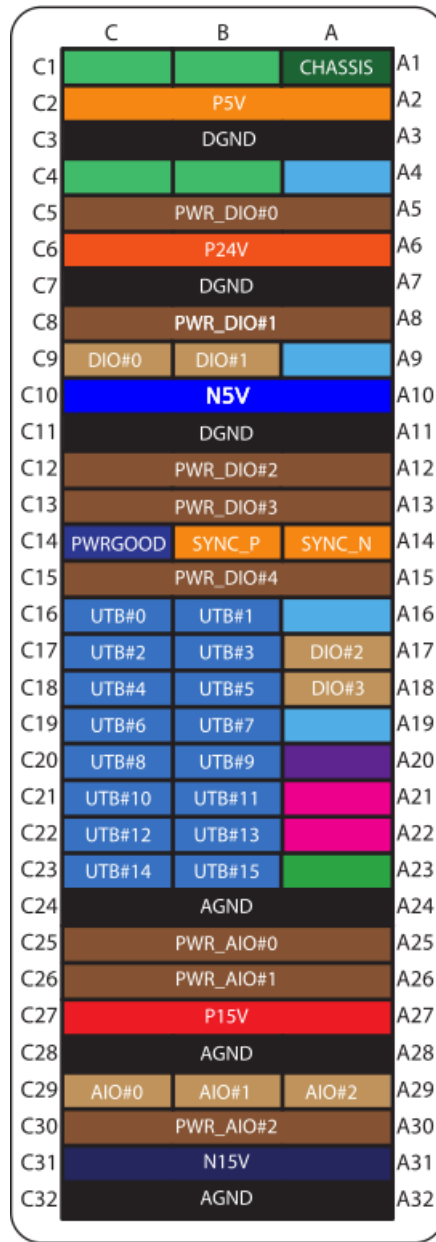 C B A
C1 CHASSIS A1
C2 P5V A2
C3 DGND A3
C4 A4
C5 PWR_DIO#0 A5
C6 P24V A6
C7 DGND A7
C8 PWR_DIO#1 A8
C9 DIO#0 DIO#1 A9
C10 N5V A10
C11 DGND A11
C12 PWR_DIO#2 A12
C13 PWR_DIO#3 A13
C14 PWRGOOD SYNC_P SYNC_N A14
C15 PWR_DIO#4 A15
C16 UTB#0 UTB#1 A16
C17 UTB#2 UTB#3 DIO#2 A17
C18 UTB#4 UTB#5 DIO#3 A18
C19 UTB#6 UTB#7 A19
C20 UTB#8 UTB#9 A20
C21 UTB#10 UTB#11 A21
C22 UTB#12 UTB#13 A22
C23 UTB#14 UTB#15 A23
C24 AGND A24
C25 PWR_AIO#0 A25
C26 PWR_AIO#1 A26
C27 P15V A27
C28 AGND A28
C29 AIO#0 AIO#1 AIO#2 A29
C30 PWR_AIO#2 A30
C31 N15V A31
C32 AGND A32